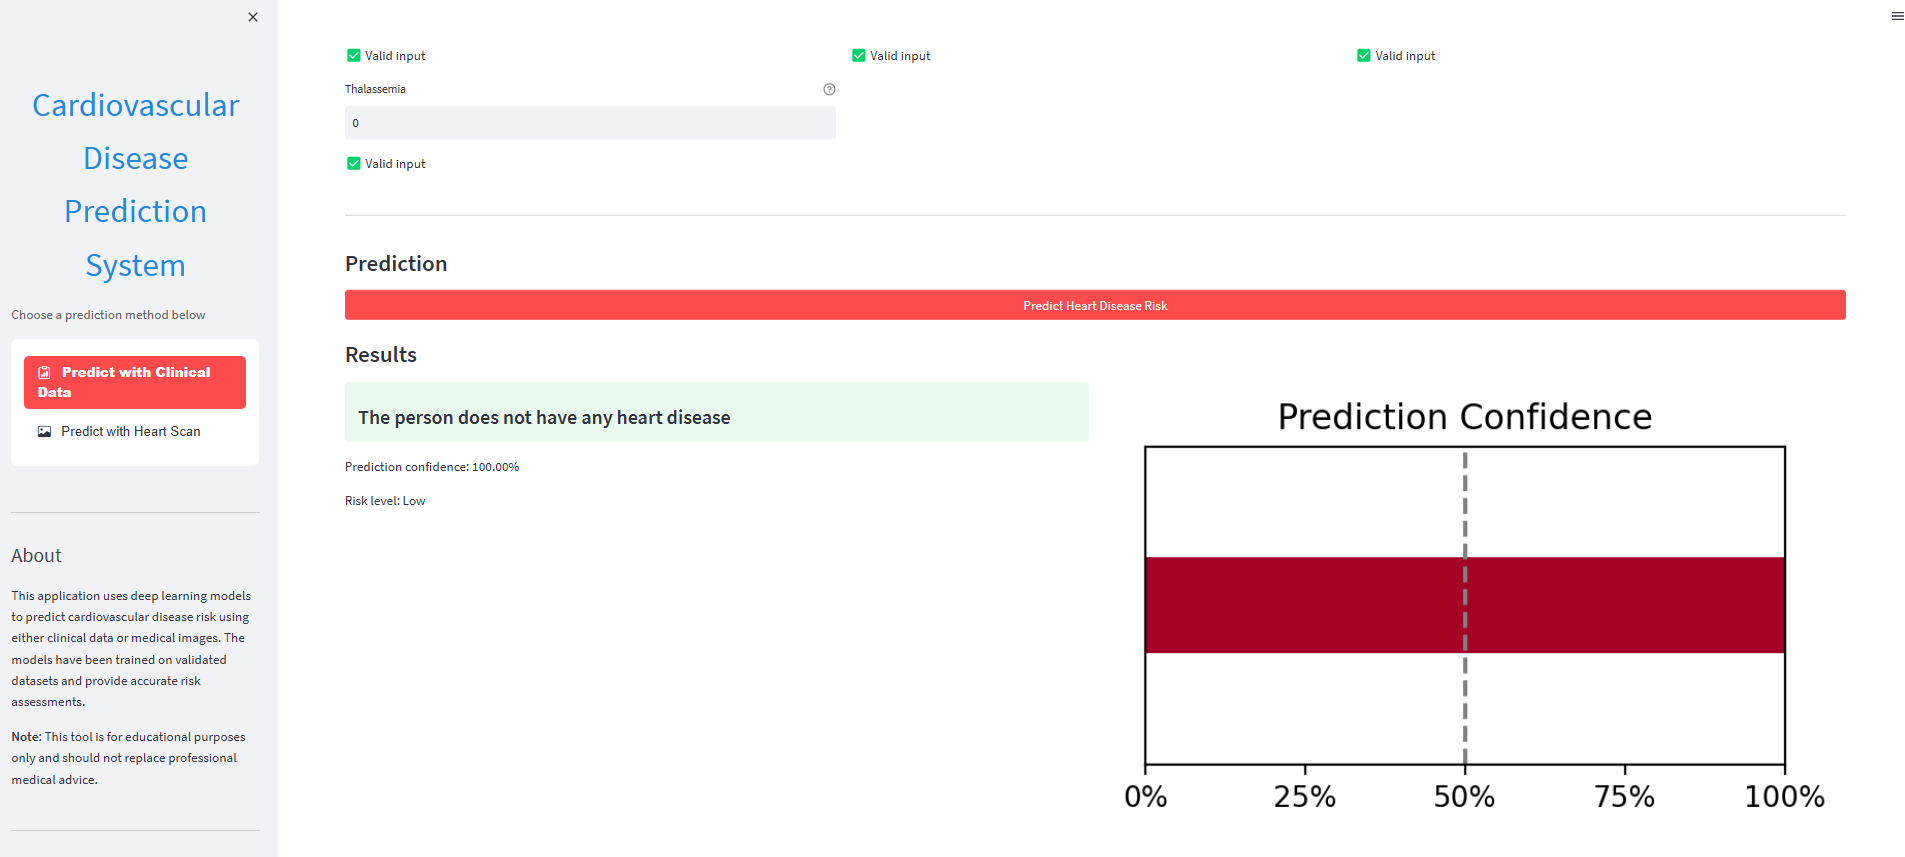 Cardiovascular
Disease
Prediction
System
Choose a prediction method below
Predict with Clinical
Data
Predict with Heart Scan
About
This application uses deep learning models
to predict cardiovascular disease risk using
either clinical data or medical images. The
models have been trained on validated
datasets and provide accurate risk
assessments.
Note: This tool is for educational purposes
only and should not replace professional
medical advice.
Valid input
Valid input
Valid input
Thalassemia
0
Valid input
Prediction
Predict Heart Disease Risk
Results
The person does not have any heart disease
Prediction confidence: 100.00%
Risk level: Low
Prediction Confidence
0% 25% 50% 75% 100%